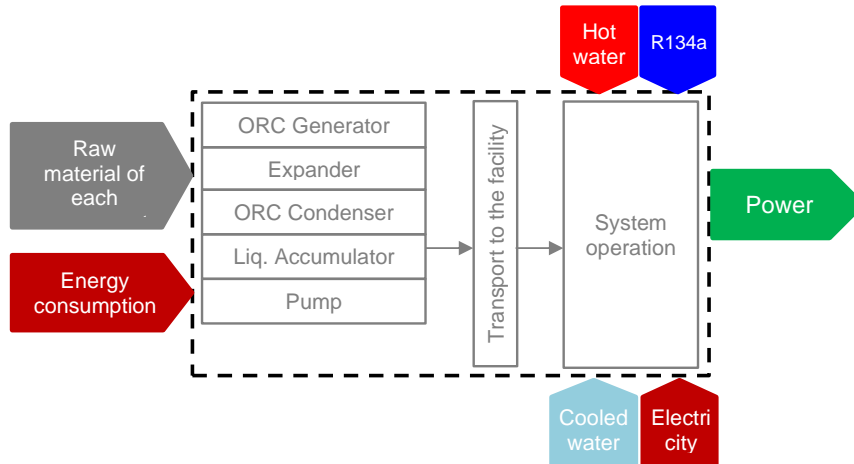 Hot
water
R134a
Raw
material of
each
Energy
consumption
ORC Generator
Expander
ORC Condenser
Liq. Accumulator
Pump
Transport to the facility
System
operation
Power
Cooled
water
Electri
city